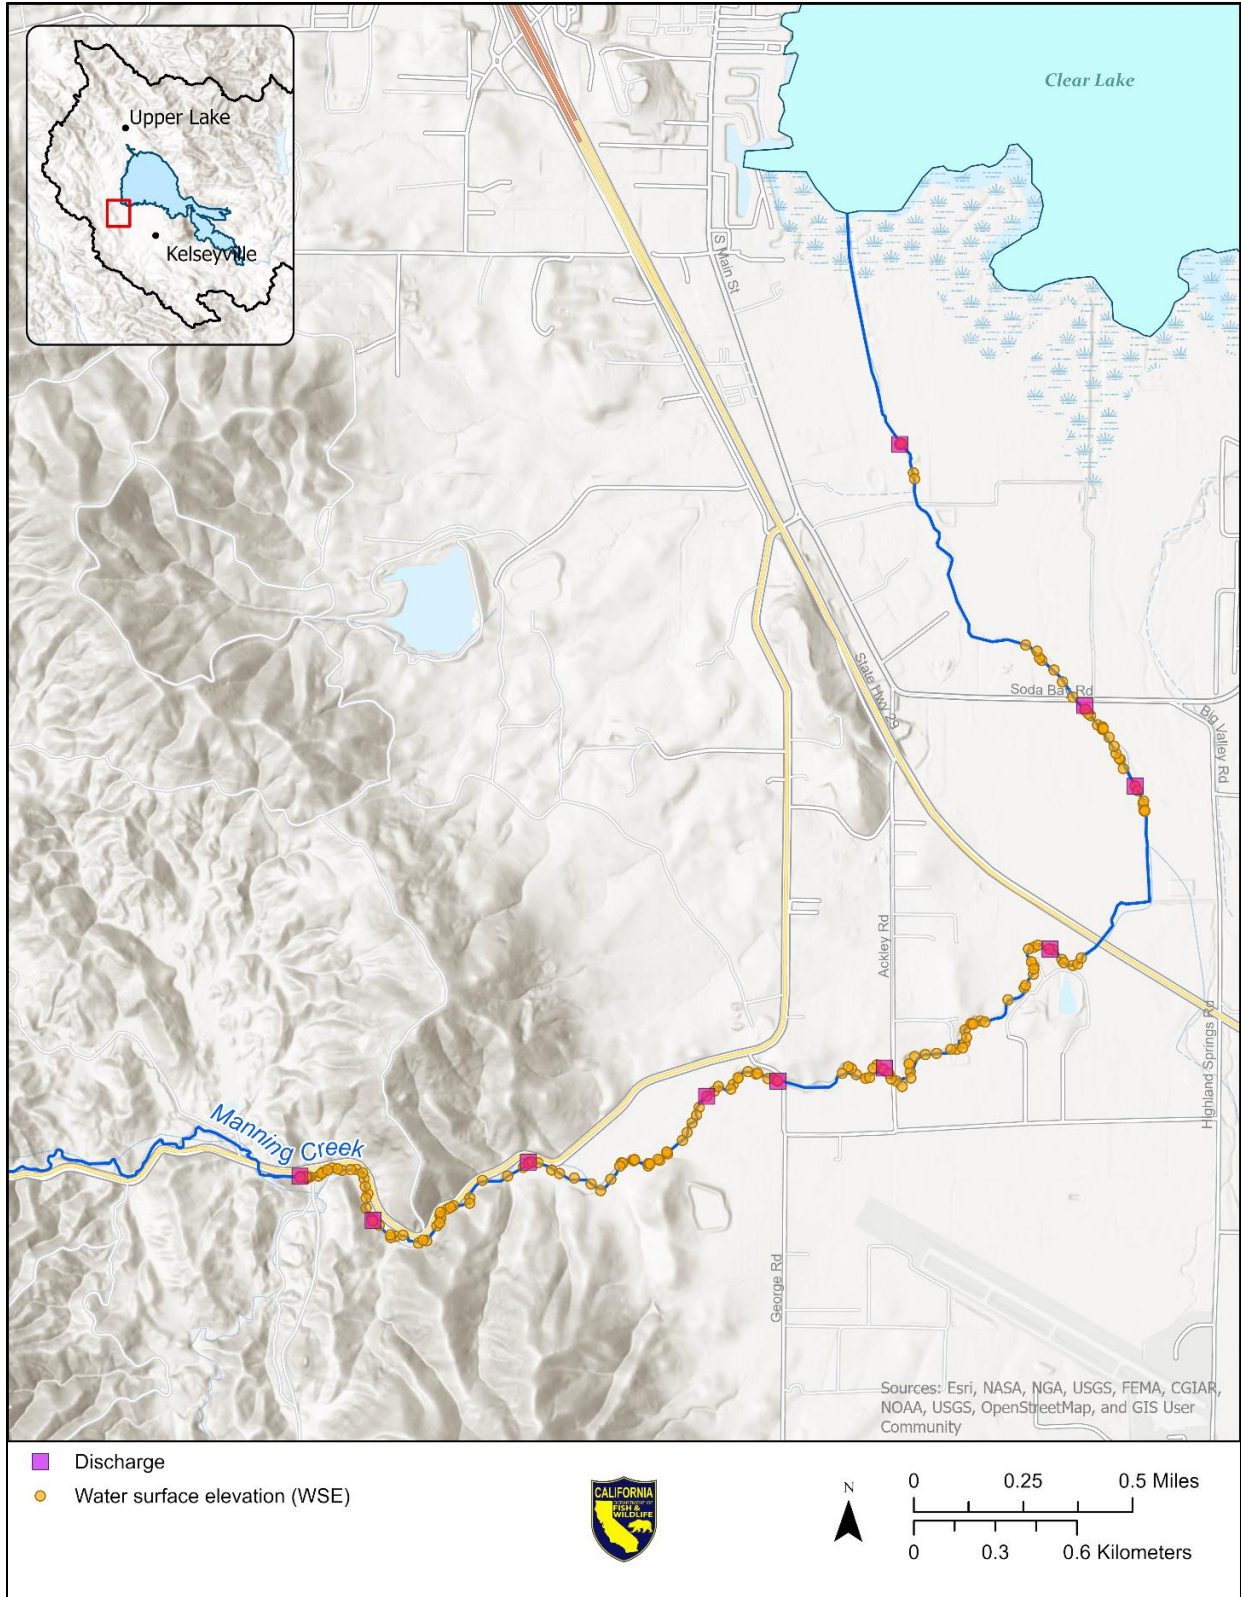 Clear Lake
Upper Lake
Kelseyville
S Main St
State Hwy 29
Soda Bay Rd
Big Valley Rd
Ackley Rd
Highland Springs Rd
Manning Creek
George Rd
Sources: Esri, NASA, NGA, USGS, FEMA, CGIAR,
NOAA, USGS, OpenStreetMap, and GIS User
Community
Discharge
Water surface elevation (WSE)
CALIFORNIA
DEPARTMENT OF
FISH &
WILDLIFE
N
0 0.25 0.5 Miles
0 0.3 0.6 Kilometers